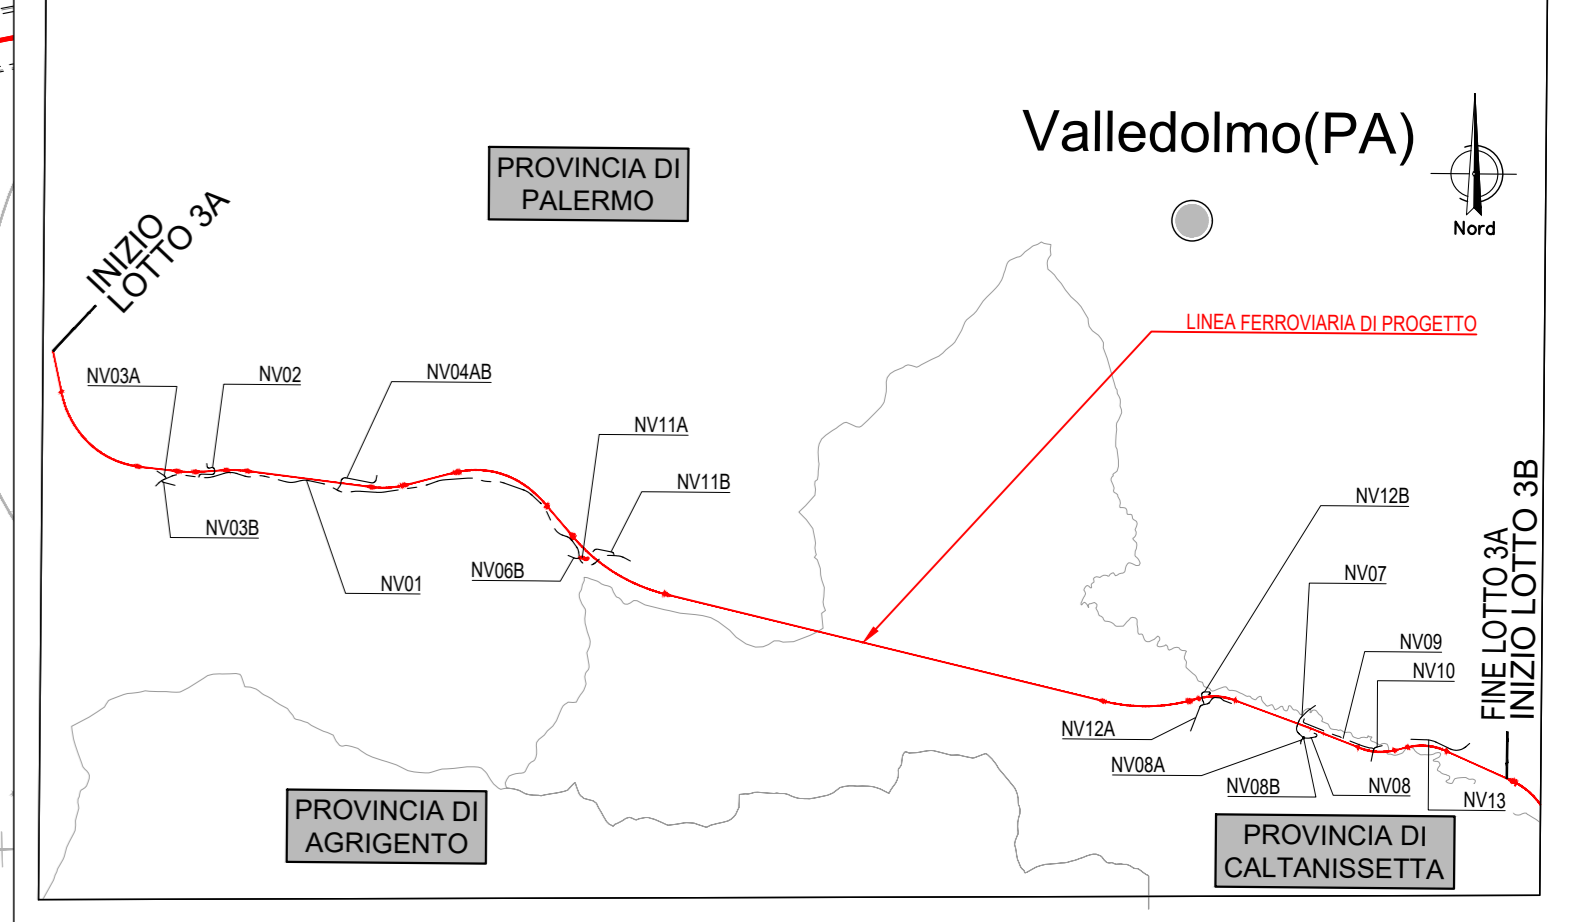 Valledolmo(PA)
Nord
PROVINCIA DI
PALERMO
INIZIO
LOTTO 3A
LINEA FERROVIARIA DI PROGETTO
NV03A
NV02
NV04AB
NV11A
NV11B
NV03B
NV01
NV06B
NV12B
NV07
NV09
NV10
NV12A
NV08A
NV08B
NV08
NV13
FINE LOTTO 3A
INIZIO LOTTO 3B
PROVINCIA DI
AGRIGENTO
PROVINCIA DI
CALTANISSETTA